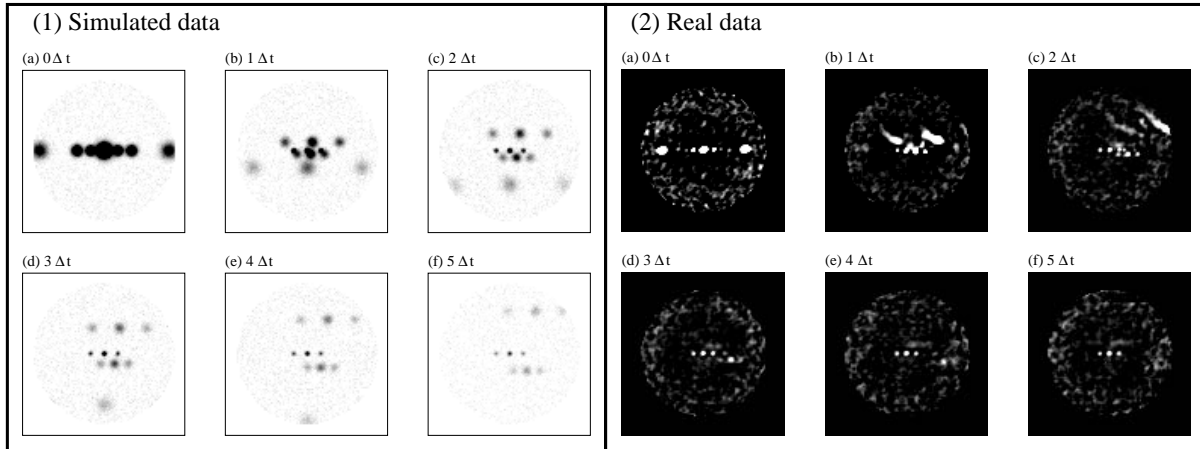 (1) Simulated data
(a) 0 Δ t
(b) 1 Δ t
(c) 2 Δ t
(d) 3 Δ t
(e) 4 Δ t
(f) 5 Δ t
(2) Real data
(a) 0 Δ t
(b) 1 Δ t
(c) 2 Δ t
(d) 3 Δ t
(e) 4 Δ t
(f) 5 Δ t